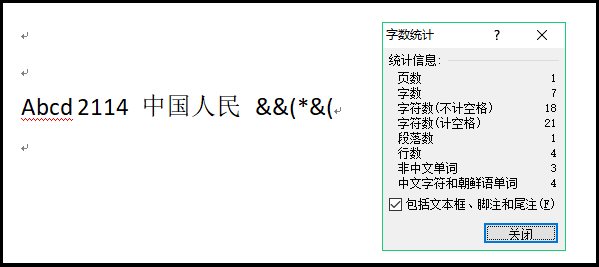 Abcd 2114 中国人民 &&(*&(
字数统计 ? ×
统计信息:
页数 1
字数 7
字符数(不计空格) 18
字符数(计空格) 21
段落数 1
行数 4
非中文单词 3
中文字符和朝鲜语单词 4
包括文本框、脚注和尾注(F)
关闭